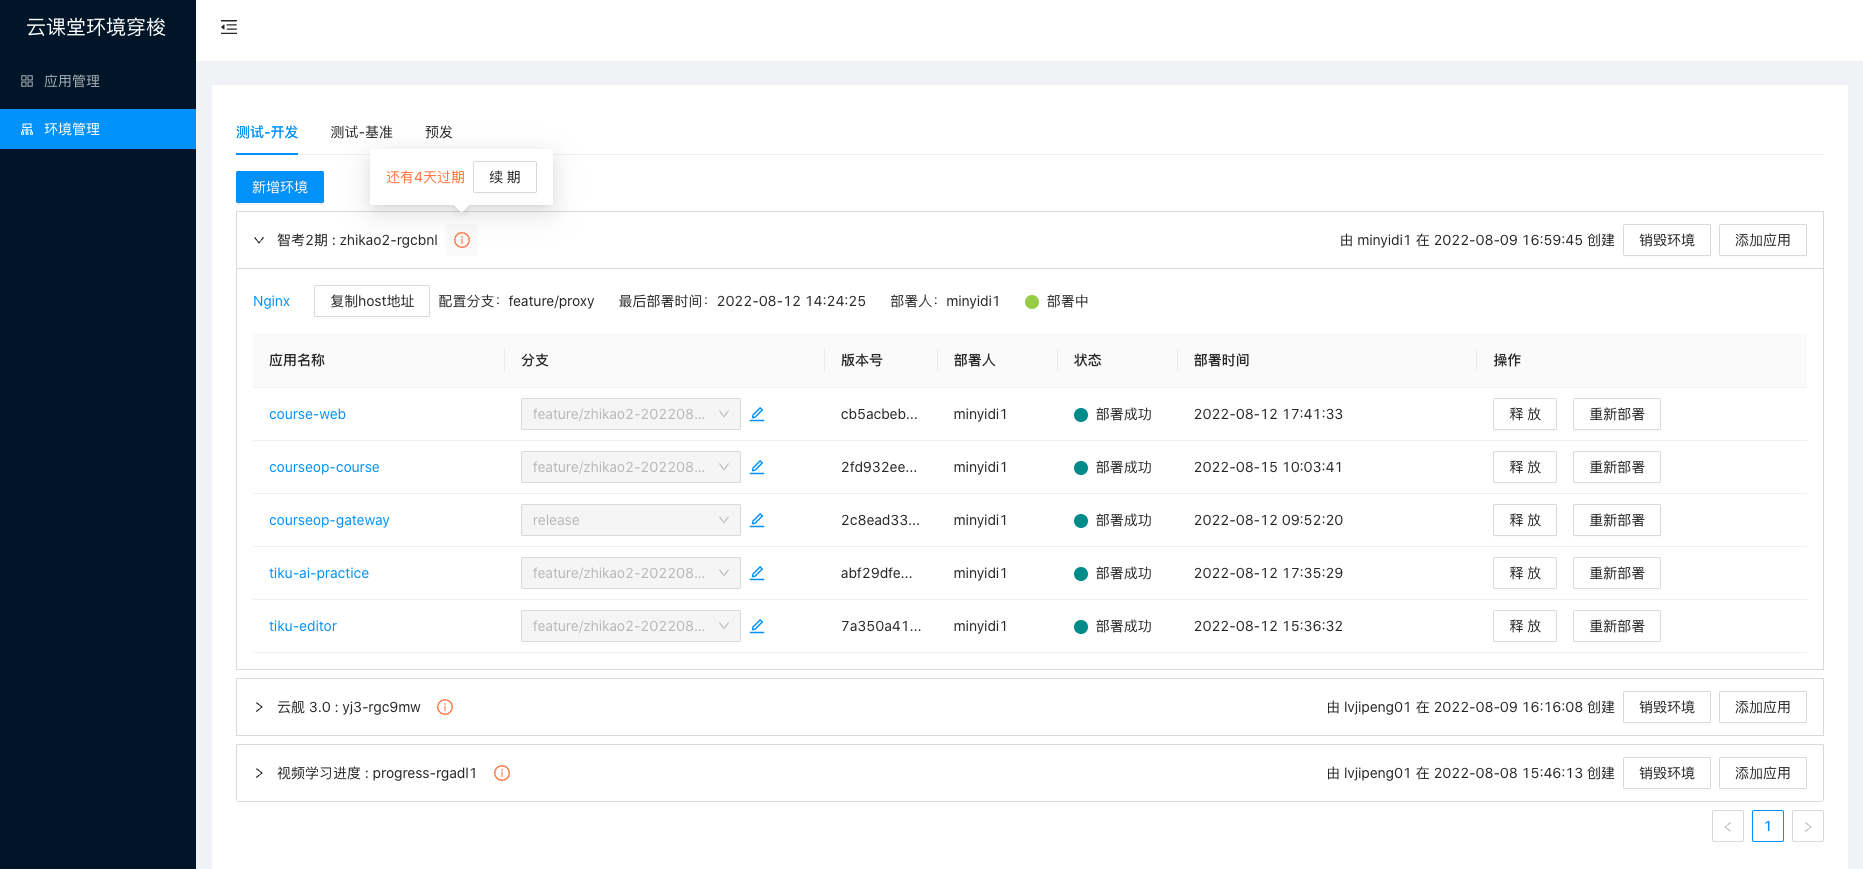 云课堂环境穿梭
应用管理
环境管理
测试-开发 测试-基准 预发
还有4天过期 续 期
新增环境
智考2期 : zhikao2-rgcbnl 由 minyidi1 在 2022-08-09 16:59:45 创建 销毁环境 添加应用
Nginx 复制host地址 配置分支：feature/proxy 最后部署时间：2022-08-12 14:24:25 部署人：minyidi1 部署中
应用名称 分支 版本号 部署人 状态 部署时间 操作
course-web feature/zhikao2-202208... cb5acbeb... minyidi1 部署成功 2022-08-12 17:41:33 释 放 重新部署
courseop-course feature/zhikao2-202208... 2fd932ee... minyidi1 部署成功 2022-08-15 10:03:41 释 放 重新部署
courseop-gateway release 2c8ead33... minyidi1 部署成功 2022-08-12 09:52:20 释 放 重新部署
tiku-ai-practice feature/zhikao2-202208... abf29dfe... minyidi1 部署成功 2022-08-12 17:35:29 释 放 重新部署
tiku-editor feature/zhikao2-202208... 7a350a41... minyidi1 部署成功 2022-08-12 15:36:32 释 放 重新部署
云舰 3.0 : yj3-rgc9mw 由 lvjipeng01 在 2022-08-09 16:16:08 创建 销毁环境 添加应用
视频学习进度 : progress-rgadl1 由 lvjipeng01 在 2022-08-08 15:46:13 创建 销毁环境 添加应用
1